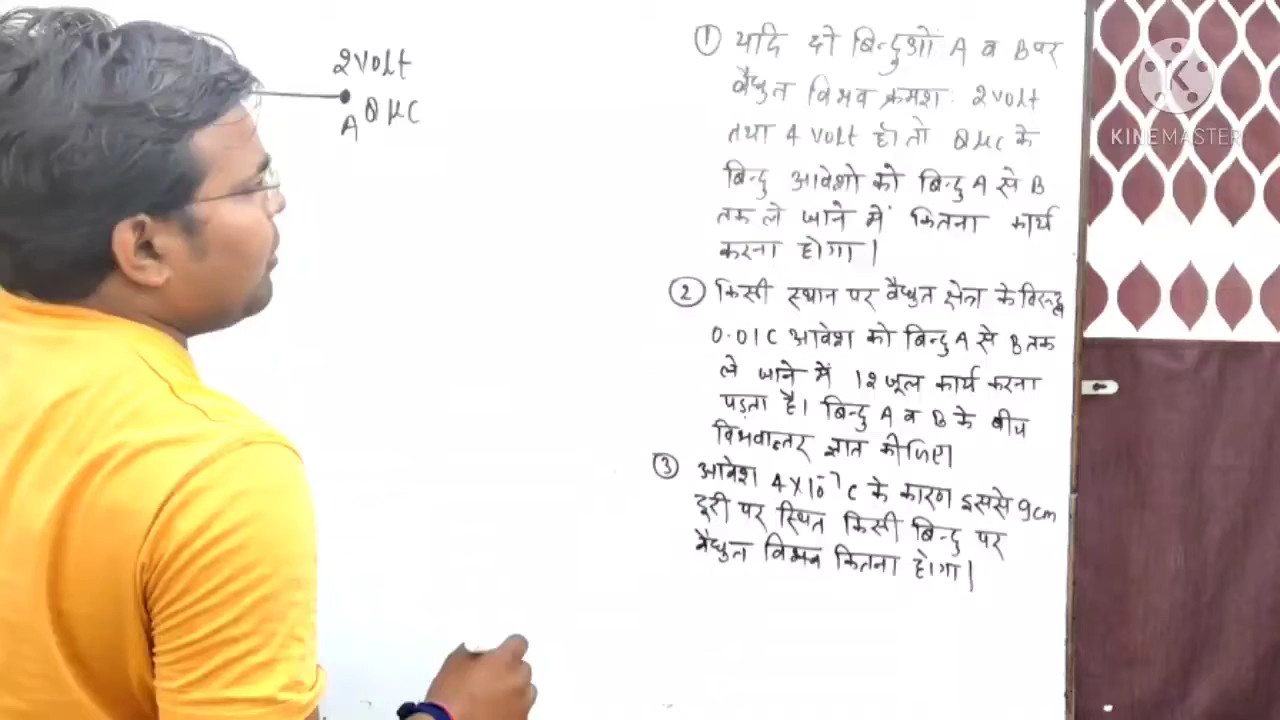 2volt
A θμC
① यदि दो बिन्दुओं A व B पर
वैधुत विभव क्रमश: 2volt
तथा 4 volt हो तो θμc के
बिन्दु आवेशो को बिन्दु A से B
तक ले जाने में कितना कार्य
करना होगा।
② किसी स्थान पर वैधुत क्षेत्र के विरूद्ध
0.01C आवेश को बिन्दु A से B तक
ले जाने में 12 जूल कार्य करना
पड़ता है। बिन्दु A व B के बीच
विभवान्तर ज्ञात कीजिए।
③ आवेश 4×10⁻⁷c के कारण इससे 9cm
दूरी पर स्थित किसी बिन्दु पर
वैधुत विभव कितना होगा।
KINEMASTER